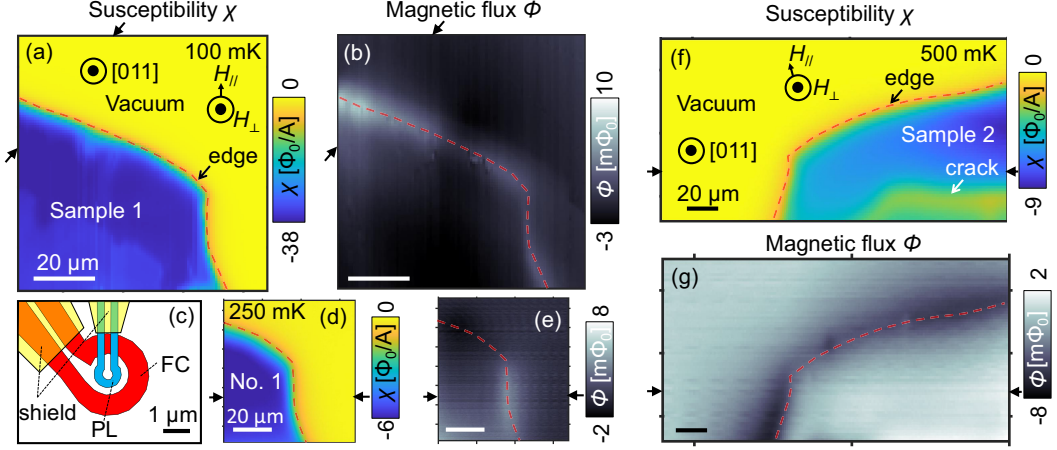 Susceptibility χ
(a)
100 mK
[011]
H//
H⊥
Vacuum
edge
Sample 1
20 μm
0
χ [Φ0/A]
-38
Magnetic flux Φ
(b)
10
Φ [mΦ0]
-3
Susceptibility χ
(f)
500 mK
H//
H⊥
edge
Vacuum
[011]
Sample 2
crack
20 μm
0
χ [Φ0/A]
-9
(c)
FC
shield
PL
1 μm
250 mK
(d)
No. 1
20 μm
0
χ [Φ0/A]
-6
(e)
8
Φ [mΦ0]
-2
Magnetic flux Φ
(g)
2
Φ [mΦ0]
-8